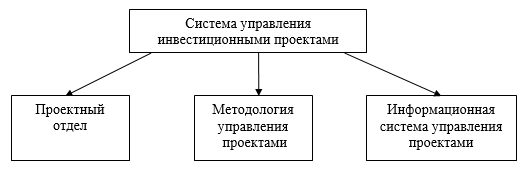 Система управления
инвестиционными проектами
Проектный
отдел
Методология
управления
проектами
Информационная
система управления
проектами